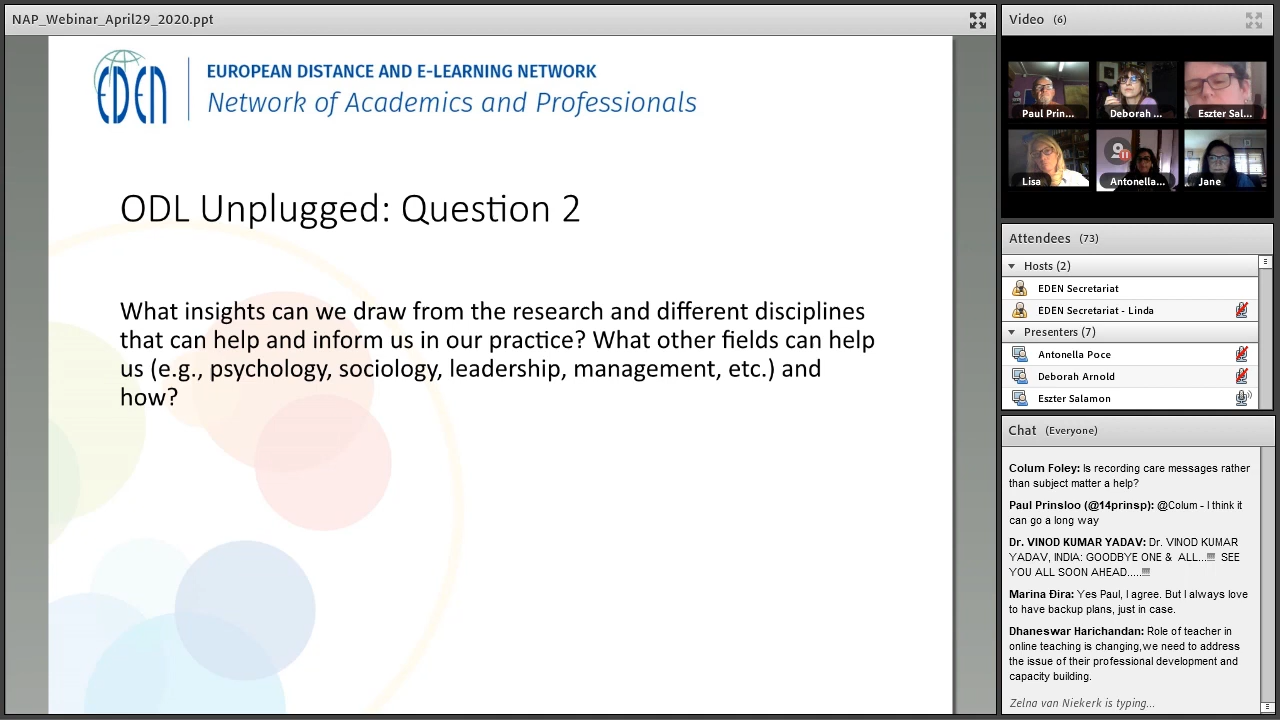 NAP_Webinar_April29_2020.ppt
EDEN
EUROPEAN DISTANCE AND E-LEARNING NETWORK
Network of Academics and Professionals
ODL Unplugged: Question 2
What insights can we draw from the research and different disciplines
that can help and inform us in our practice? What other fields can help
us (e.g., psychology, sociology, leadership, management, etc.) and
how?
Video (6)
Paul Prin...
Deborah ...
Eszter Sal...
Lisa
Antonella...
Jane
Attendees (73)
Hosts (2)
EDEN Secretariat
EDEN Secretariat - Linda
Presenters (7)
Antonella Poce
Deborah Arnold
Eszter Salamon
Chat (Everyone)
Colum Foley: Is recording care messages rather
than subject matter a help?
Paul Prinsloo (@14prinsp): @Colum - I think it
can go a long way
Dr. VINOD KUMAR YADAV: Dr. VINOD KUMAR
YADAV, INDIA: GOODBYE ONE & ALL...!!!! SEE
YOU ALL SOON AHEAD.....!!!!
Marina Đira: Yes Paul, I agree. But I always love
to have backup plans, just in case.
Dhaneswar Harichandan: Role of teacher in
online teaching is changing,we need to address
the issue of their professional development and
capacity building.
Zelna van Niekerk is typing...